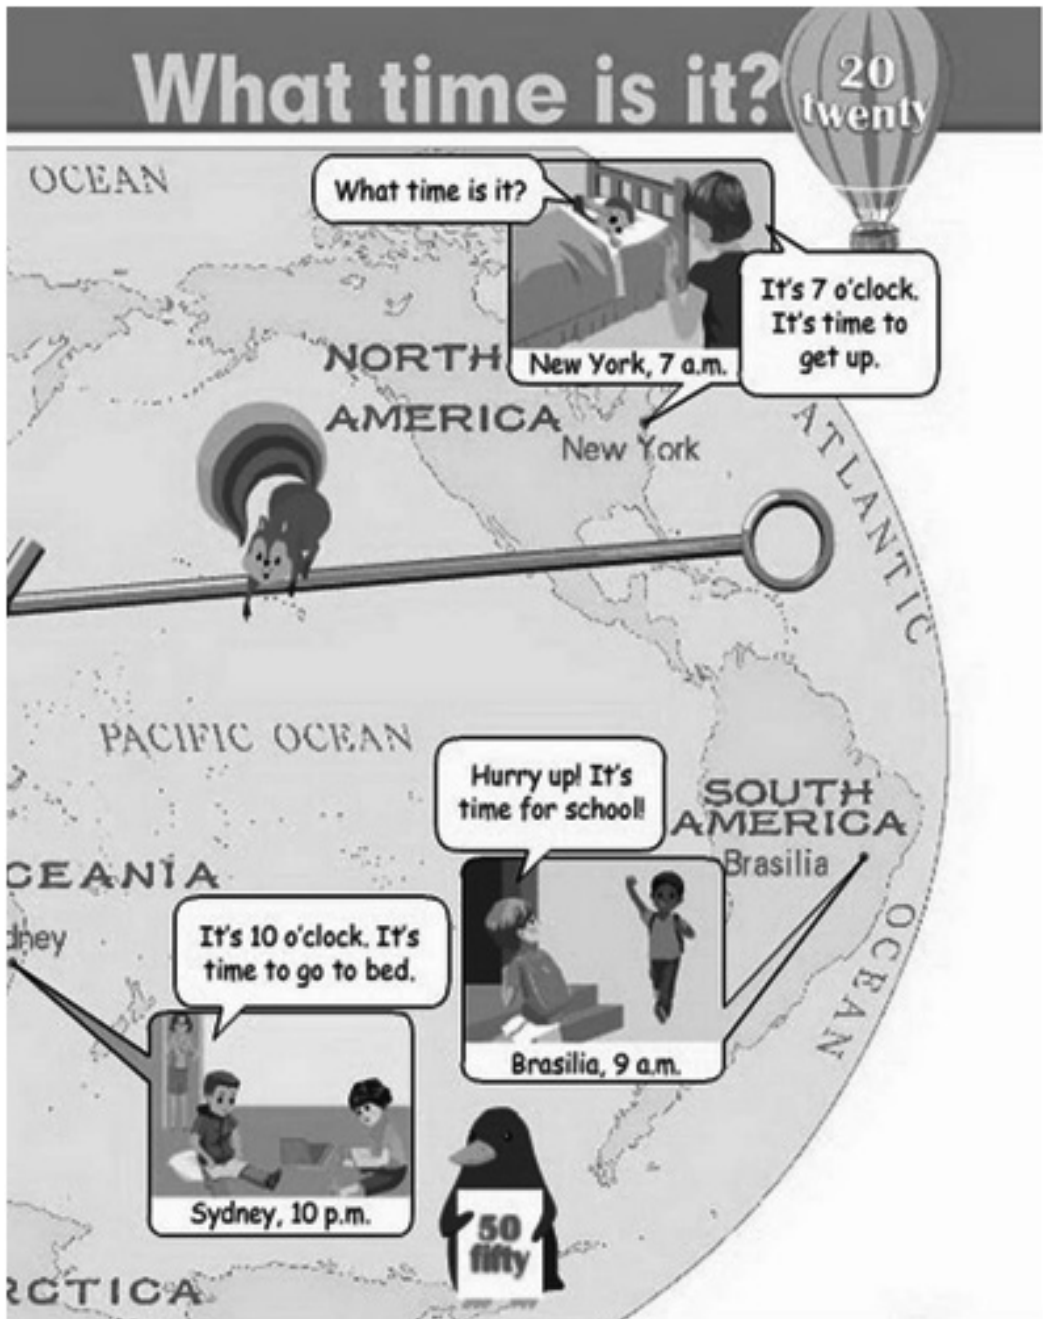 What time is it?
20
twenty
OCEAN
What time is it?
It's 7 o'clock.
It's time to
get up.
New York, 7 a.m.
NORTH
AMERICA
New York
ATLANTIC
PACIFIC OCEAN
Hurry up! It's
time for school!
SOUTH
AMERICA
Brasilia
OCEAN
CEANIA
dney
It's 10 o'clock. It's
time to go to bed.
Brasilia, 9 a.m.
Sydney, 10 p.m.
50
fifty
RCTICA